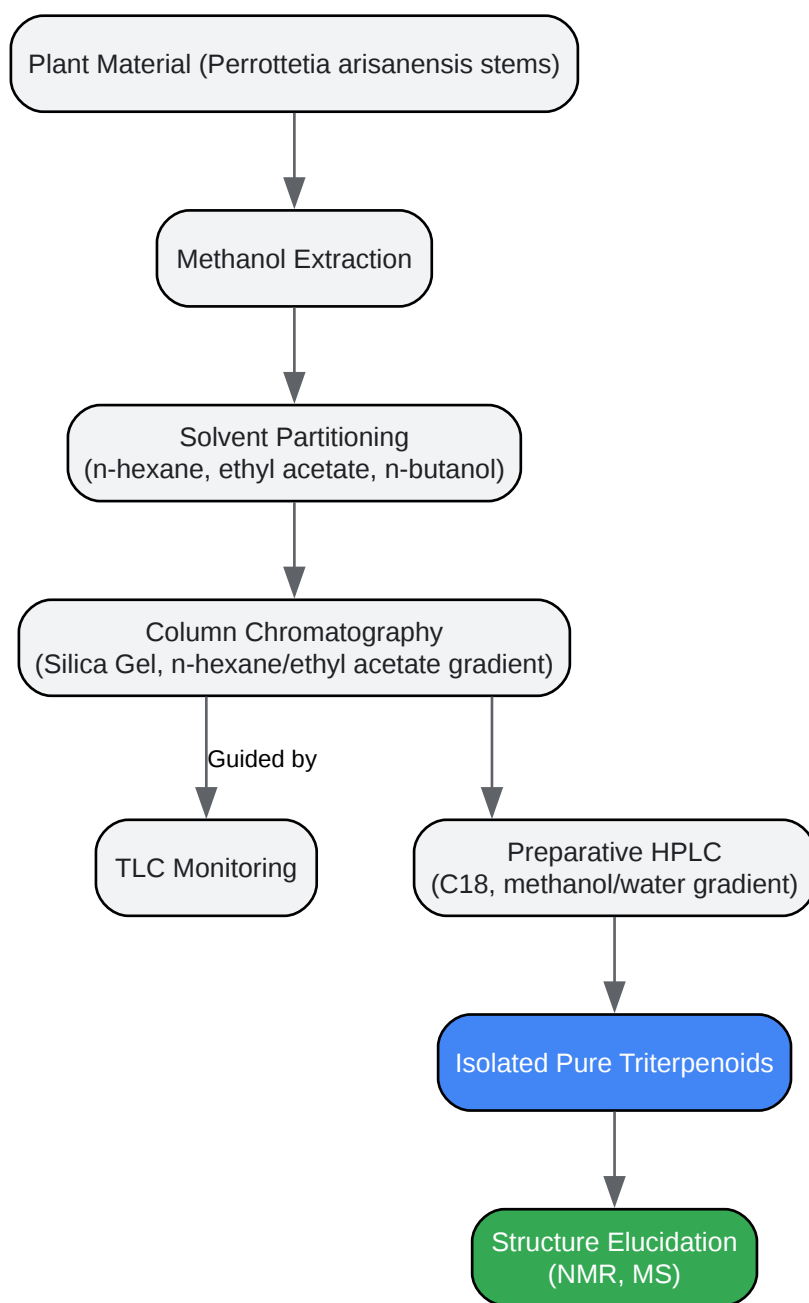 Plant Material (Perrottetia arisanensis stems)
Methanol Extraction
Solvent Partitioning
(n-hexane, ethyl acetate, n-butanol)
Column Chromatography
(Silica Gel, n-hexane/ethyl acetate gradient)
Guided by
TLC Monitoring
Preparative HPLC
(C18, methanol/water gradient)
Isolated Pure Triterpenoids
Structure Elucidation
(NMR, MS)